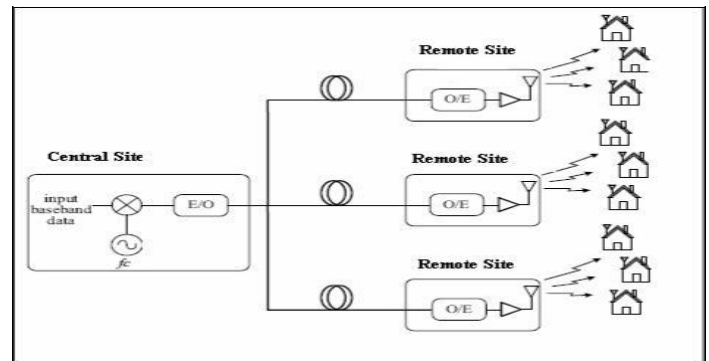 Remote Site
O/E
Central Site
input
baseband
data
E/O
fc
Remote Site
O/E
Remote Site
O/E